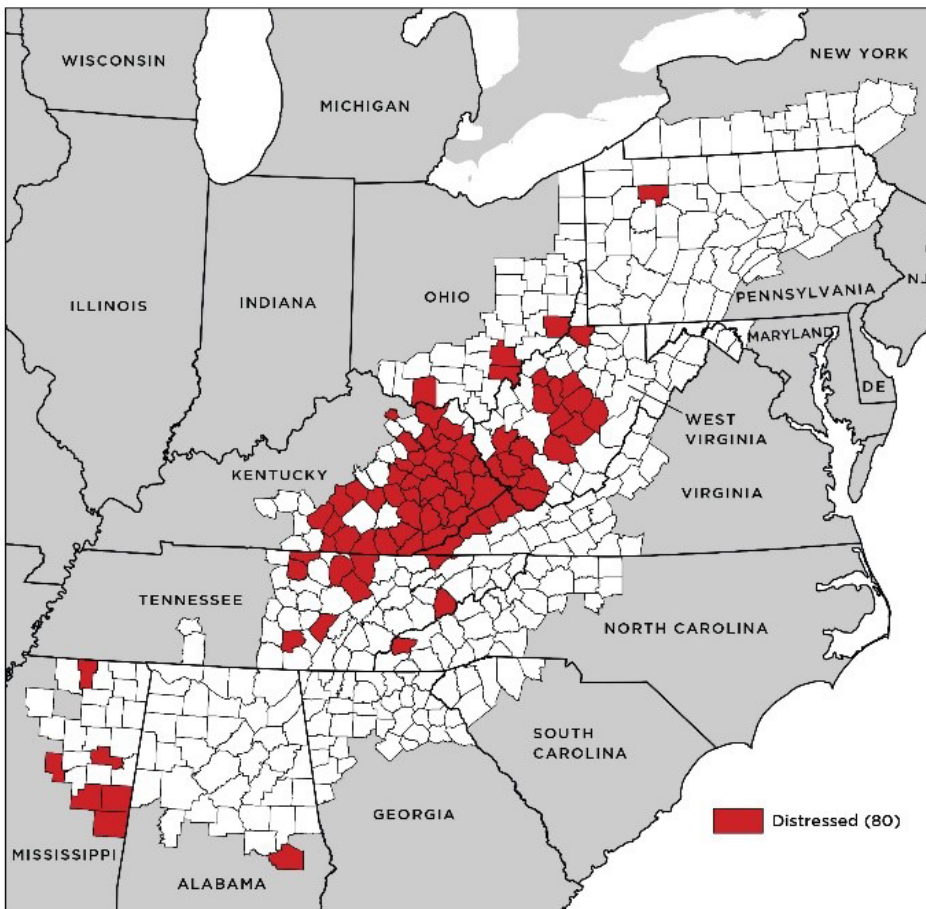 WISCONSIN
NEW YORK
MICHIGAN
ILLINOIS
INDIANA
OHIO
PENNSYLVANIA
NJ
MARYLAND
DE
WEST
VIRGINIA
KENTUCKY
VIRGINIA
TENNESSEE
NORTH CAROLINA
SOUTH
CAROLINA
GEORGIA
Distressed (80)
MISSISSIPPI
ALABAMA